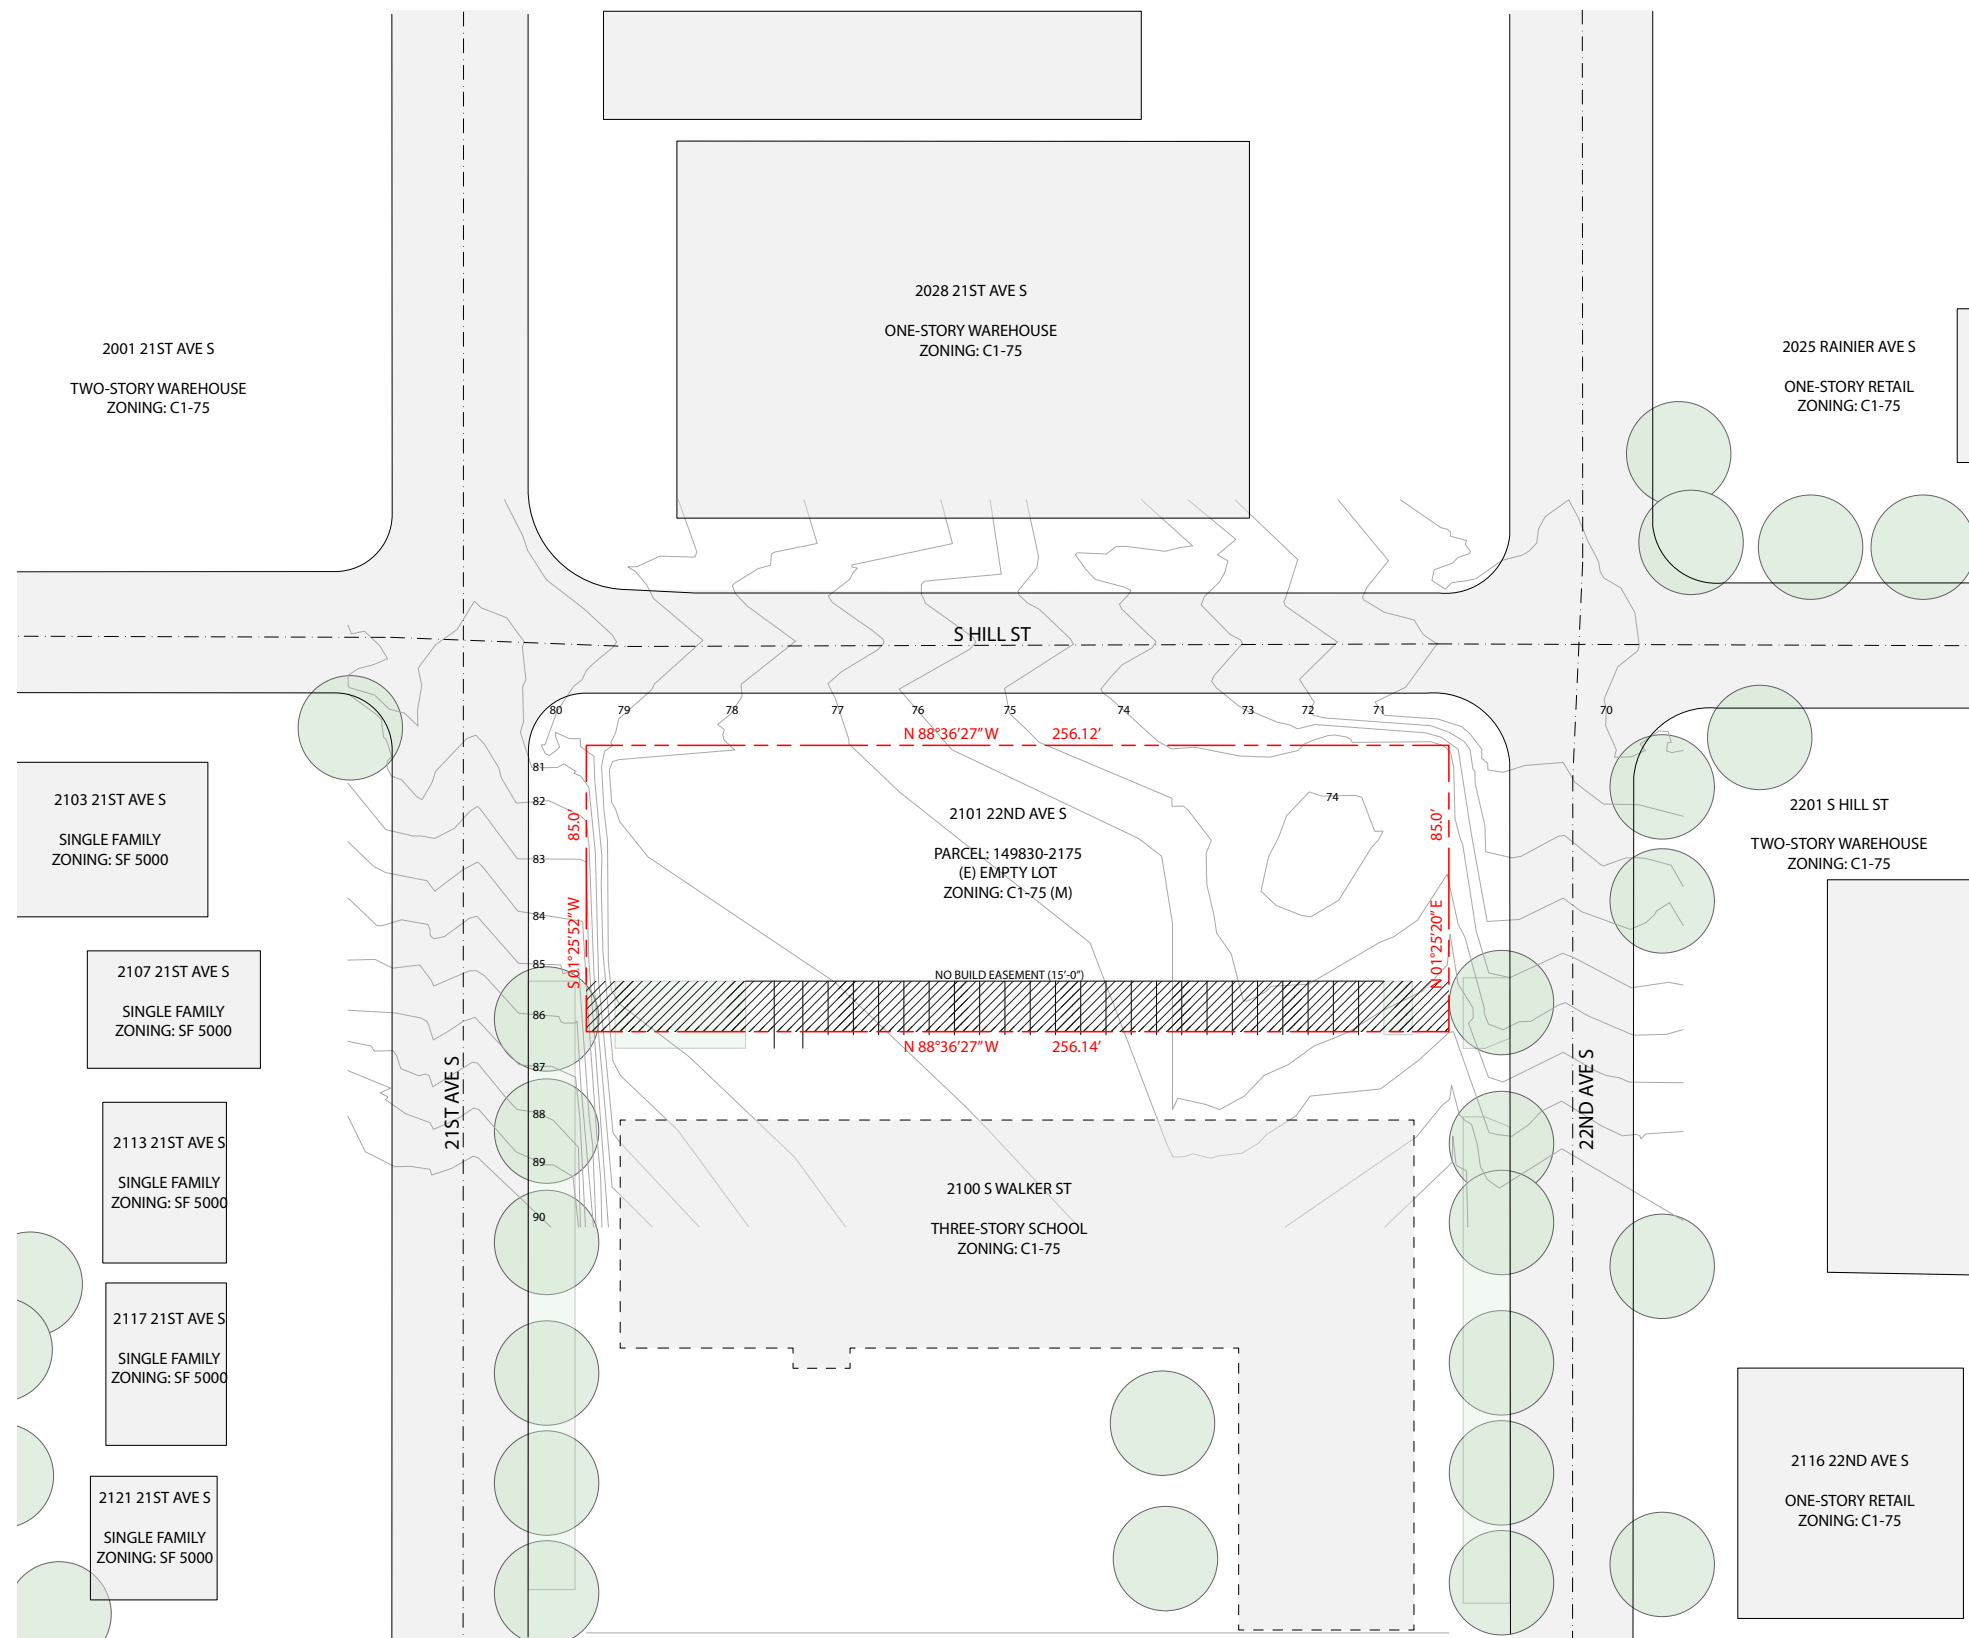 2028 21ST AVE S
ONE-STORY WAREHOUSE
ZONING: C1-75
2001 21ST AVE S
TWO-STORY WAREHOUSE
ZONING: C1-75
2025 RAINIER AVE S
ONE-STORY RETAIL
ZONING: C1-75
S HILL ST
80
79
78
77
76
75
74
73
72
71
70
N 88°36'27" W
256.12'
81
82
83
84
85
86
87
88
89
90
85.0'
S 01°25'52" W
85.0'
N 01°25'20" E
74
2101 22ND AVE S
PARCEL: 149830-2175
(E) EMPTY LOT
ZONING: C1-75 (M)
NO BUILD EASEMENT (15'-0")
N 88°36'27" W
256.14'
2103 21ST AVE S
SINGLE FAMILY
ZONING: SF 5000
2107 21ST AVE S
SINGLE FAMILY
ZONING: SF 5000
2113 21ST AVE S
SINGLE FAMILY
ZONING: SF 5000
2117 21ST AVE S
SINGLE FAMILY
ZONING: SF 5000
2121 21ST AVE S
SINGLE FAMILY
ZONING: SF 5000
21ST AVE S
22ND AVE S
2201 S HILL ST
TWO-STORY WAREHOUSE
ZONING: C1-75
2100 S WALKER ST
THREE-STORY SCHOOL
ZONING: C1-75
2116 22ND AVE S
ONE-STORY RETAIL
ZONING: C1-75